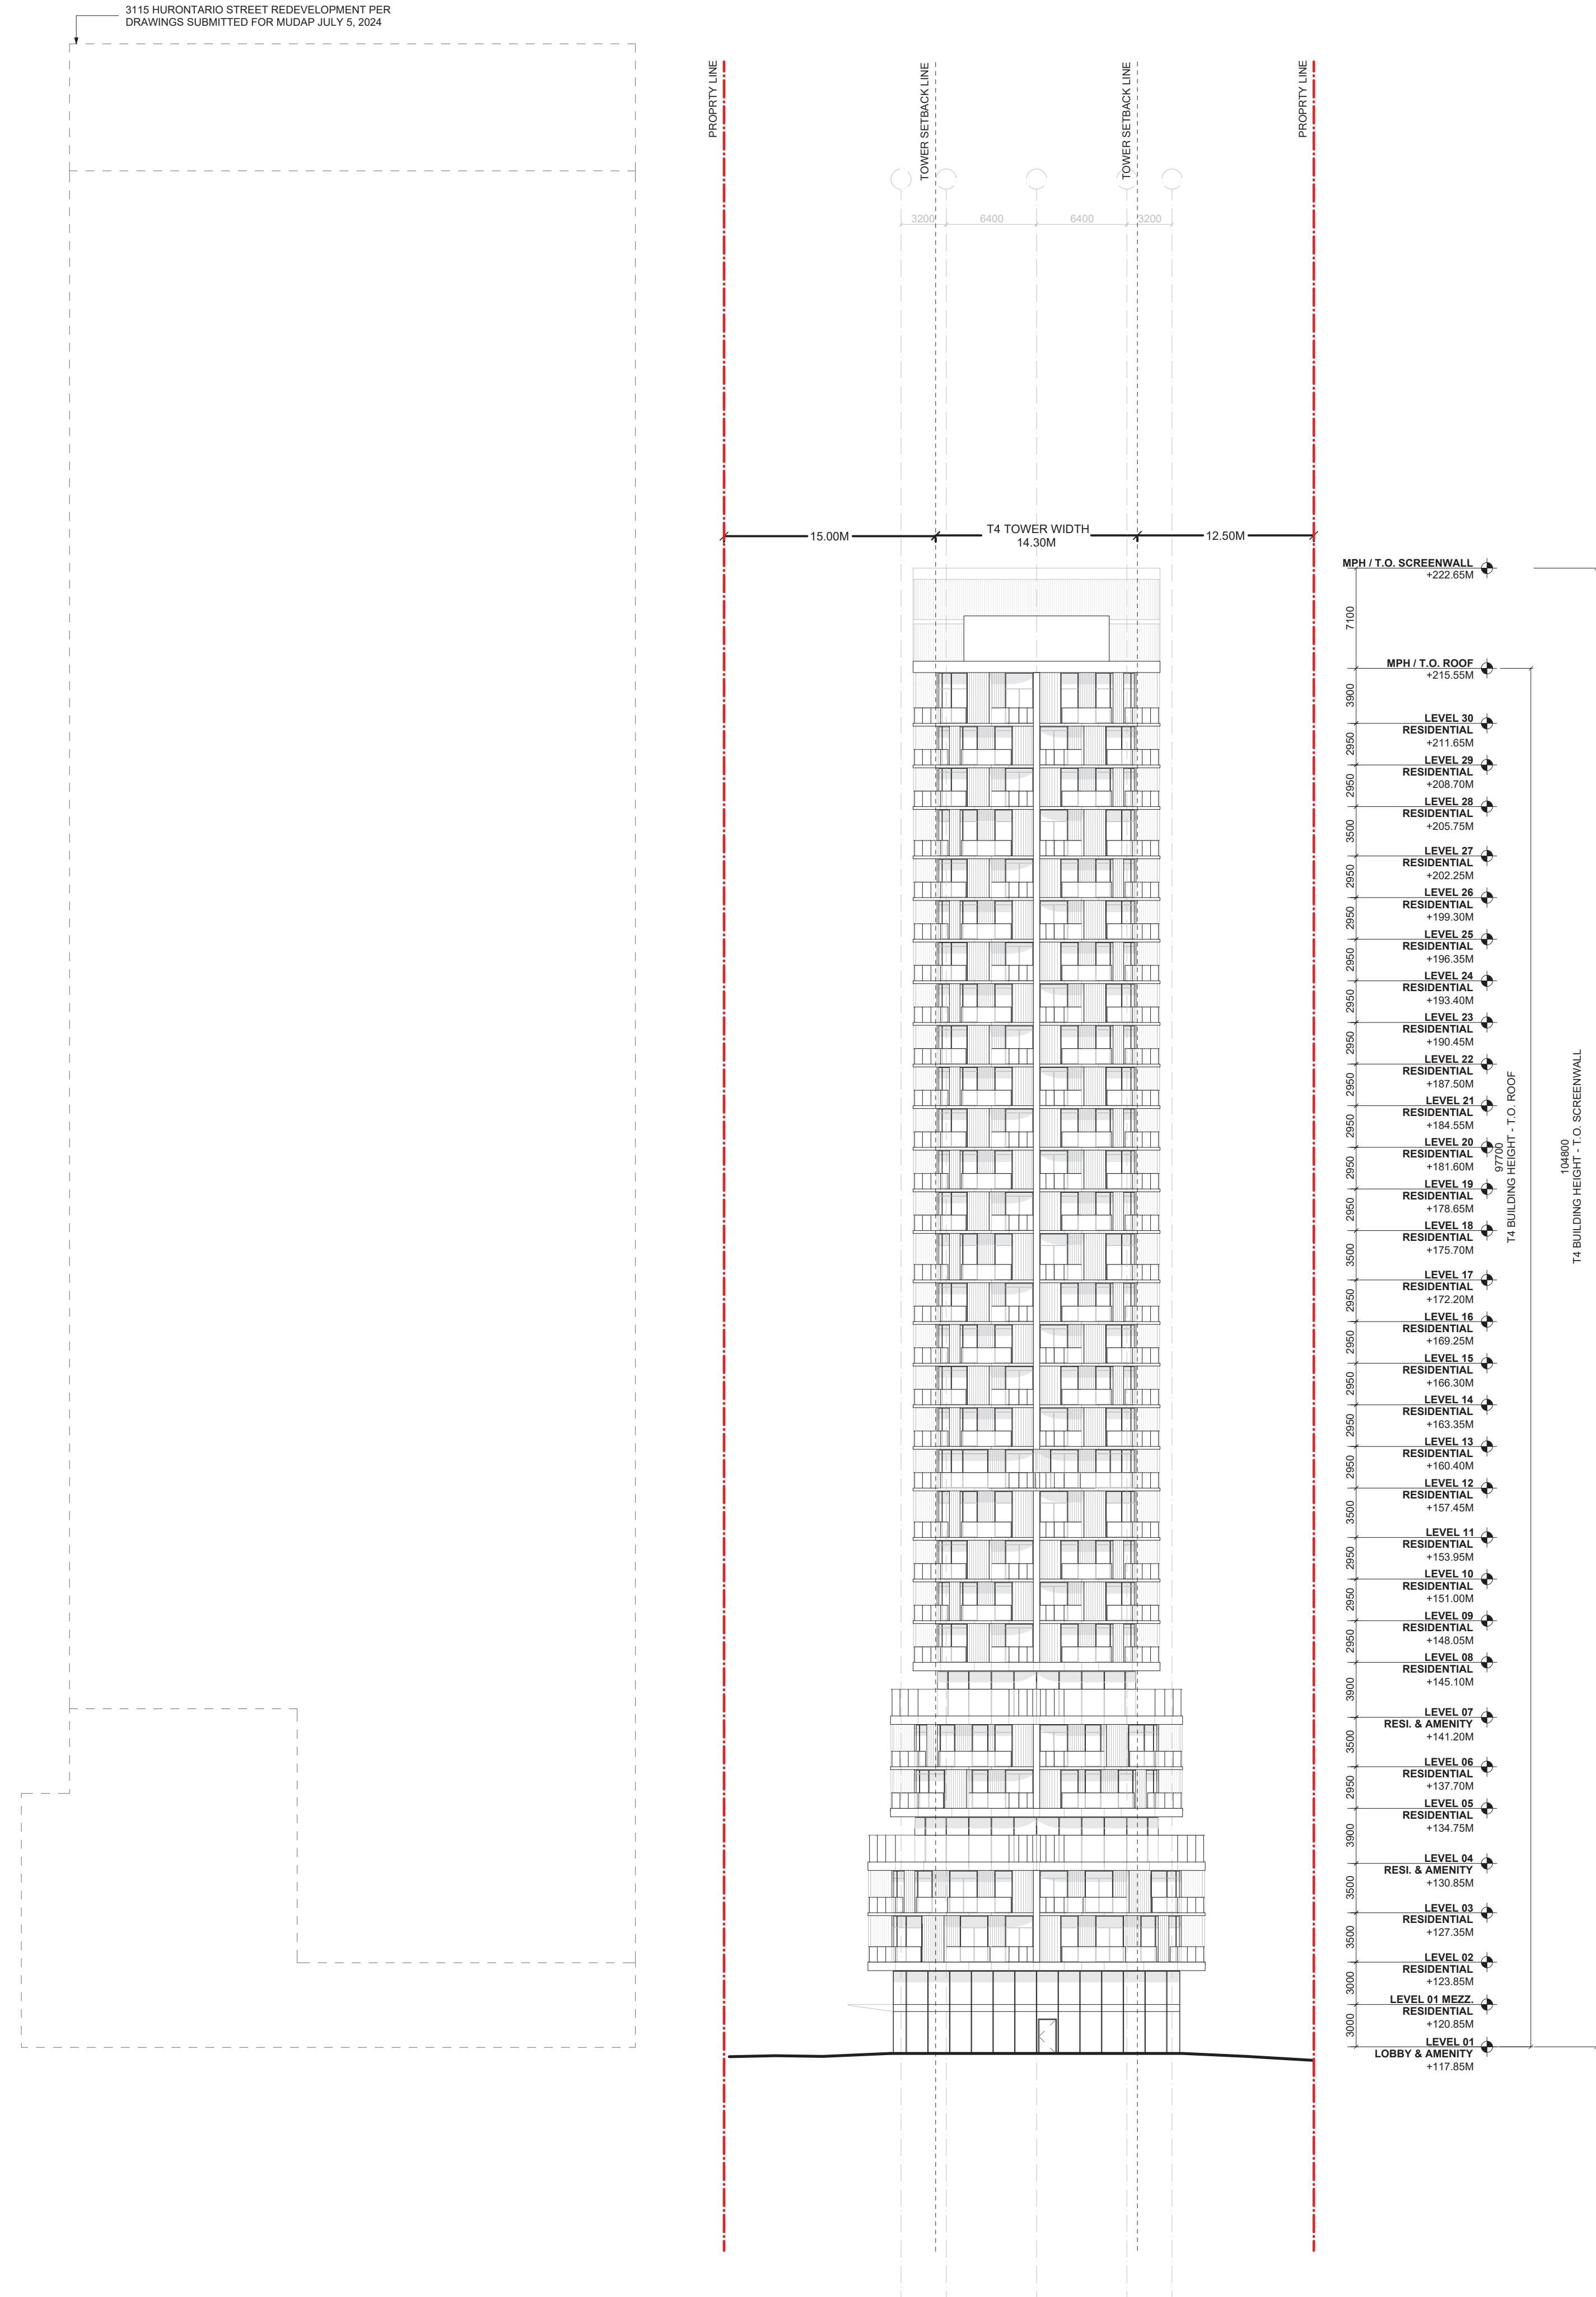 3115 HURONTARIO STREET REDEVELOPMENT PER
DRAWINGS SUBMITTED FOR MUDAP JULY 5, 2024
PROPRTY LINE
TOWER SETBACK LINE
TOWER SETBACK LINE
PROPRTY LINE
3200
6400
6400
3200
15.00M
T4 TOWER WIDTH
14.30M
12.50M
MPH / T.O. SCREENWALL
+222.65M
7100
MPH / T.O. ROOF
+215.55M
3900
LEVEL 30
RESIDENTIAL
+211.65M
2950
LEVEL 29
RESIDENTIAL
+208.70M
2950
LEVEL 28
RESIDENTIAL
+205.75M
3500
LEVEL 27
RESIDENTIAL
+202.25M
2950
LEVEL 26
RESIDENTIAL
+199.30M
2950
LEVEL 25
RESIDENTIAL
+196.35M
2950
LEVEL 24
RESIDENTIAL
+193.40M
2950
LEVEL 23
RESIDENTIAL
+190.45M
2950
LEVEL 22
RESIDENTIAL
+187.50M
2950
LEVEL 21
RESIDENTIAL
+184.55M
2950
LEVEL 20
RESIDENTIAL
+181.60M
2950
LEVEL 19
RESIDENTIAL
+178.65M
2950
LEVEL 18
RESIDENTIAL
+175.70M
3500
LEVEL 17
RESIDENTIAL
+172.20M
2950
LEVEL 16
RESIDENTIAL
+169.25M
2950
LEVEL 15
RESIDENTIAL
+166.30M
2950
LEVEL 14
RESIDENTIAL
+163.35M
2950
LEVEL 13
RESIDENTIAL
+160.40M
2950
LEVEL 12
RESIDENTIAL
+157.45M
3500
LEVEL 11
RESIDENTIAL
+153.95M
2950
LEVEL 10
RESIDENTIAL
+151.00M
2950
LEVEL 09
RESIDENTIAL
+148.05M
2950
LEVEL 08
RESIDENTIAL
+145.10M
3900
LEVEL 07
RESI. & AMENITY
+141.20M
3500
LEVEL 06
RESIDENTIAL
+137.70M
2950
LEVEL 05
RESIDENTIAL
+134.75M
3900
LEVEL 04
RESI. & AMENITY
+130.85M
3500
LEVEL 03
RESIDENTIAL
+127.35M
3500
LEVEL 02
RESIDENTIAL
+123.85M
3000
LEVEL 01 MEZZ.
RESIDENTIAL
+120.85M
3000
LEVEL 01
LOBBY & AMENITY
+117.85M
97700
T4 BUILDING HEIGHT - T.O. ROOF
104800
T4 BUILDING HEIGHT - T.O. SCREENWALL